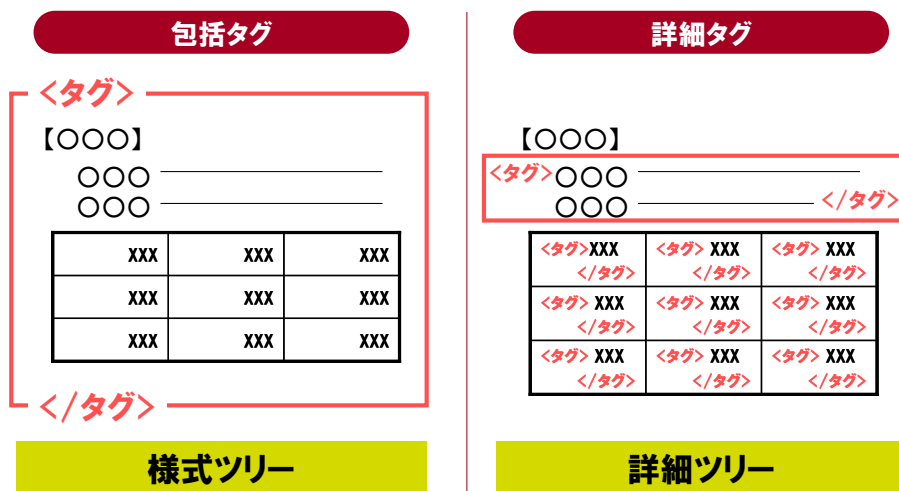 包括タグ
<タグ>
【〇〇〇】
〇〇〇
〇〇〇
XXX XXX XXX
XXX XXX XXX
XXX XXX XXX
</タグ>
様式ツリー
詳細タグ
【〇〇〇】
<タグ>〇〇〇
〇〇〇 </タグ>
<タグ>XXX <タグ> XXX <タグ> XXX
</タグ> </タグ> </タグ>
<タグ> XXX <タグ> XXX <タグ> XXX
</タグ> </タグ> </タグ>
<タグ> XXX <タグ> XXX <タグ> XXX
</タグ> </タグ> </タグ>
詳細ツリー